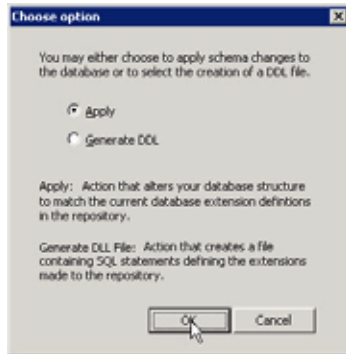 Choose option
You may either choose to apply schema changes to
the database or to select the creation of a DDL file.
Apply
Generate DDL
Apply: Action that alters your database structure
to match the current database extension defintions
in the repository.
Generate DLL File: Action that creates a file
containing SQL statements defining the extensions
made to the repository.
OK
Cancel